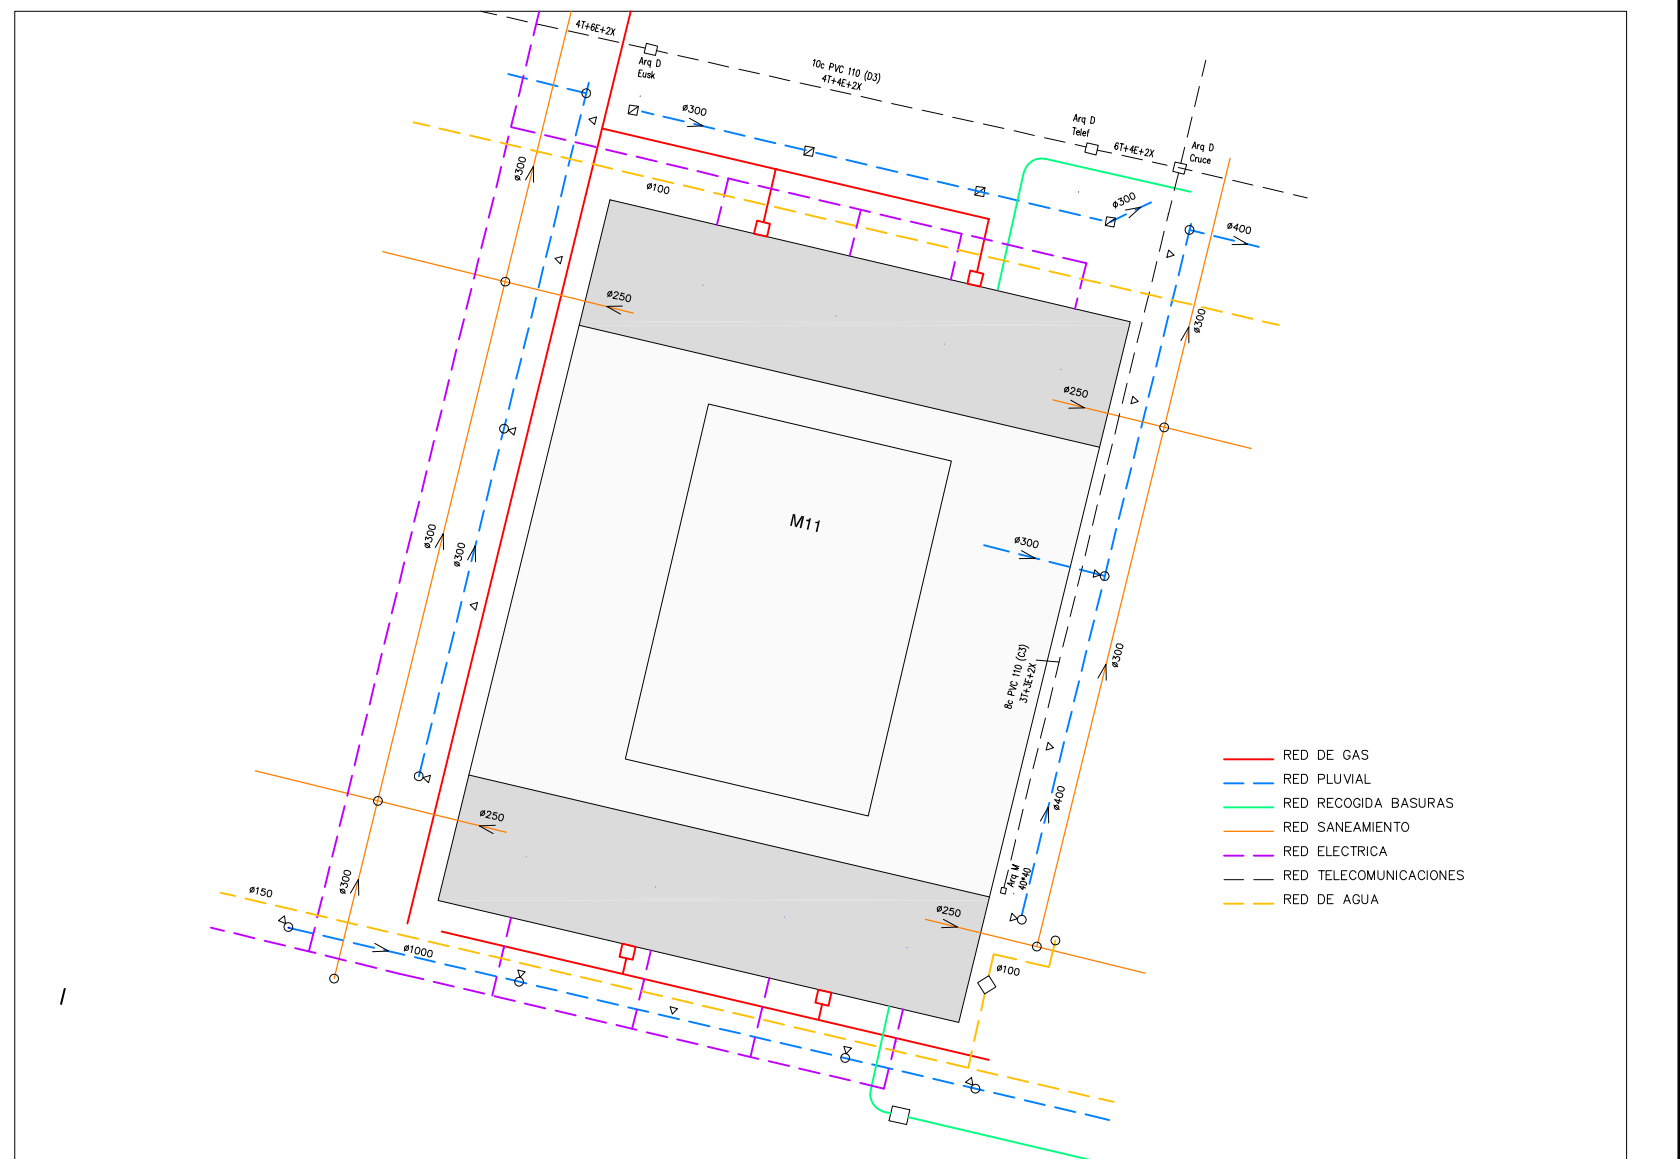 4T+6E+2X
Arq D
Eusk
10c PVC 110 (D3)
4T+4E+2X
Arq D
Telef
6T+4E+2X
Arq D
Cruce
ø300
ø300
ø100
ø300
ø400
ø250
ø300
ø250
M11
ø300
ø300
ø300
8c PVC 110 (C3)
3T+3E+2X
ø300
ø400
ø250
Arq M
40*40
ø300
ø150
ø250
ø1000
ø100
RED DE GAS
RED PLUVIAL
RED RECOGIDA BASURAS
RED SANEAMIENTO
RED ELECTRICA
RED TELECOMUNICACIONES
RED DE AGUA
/